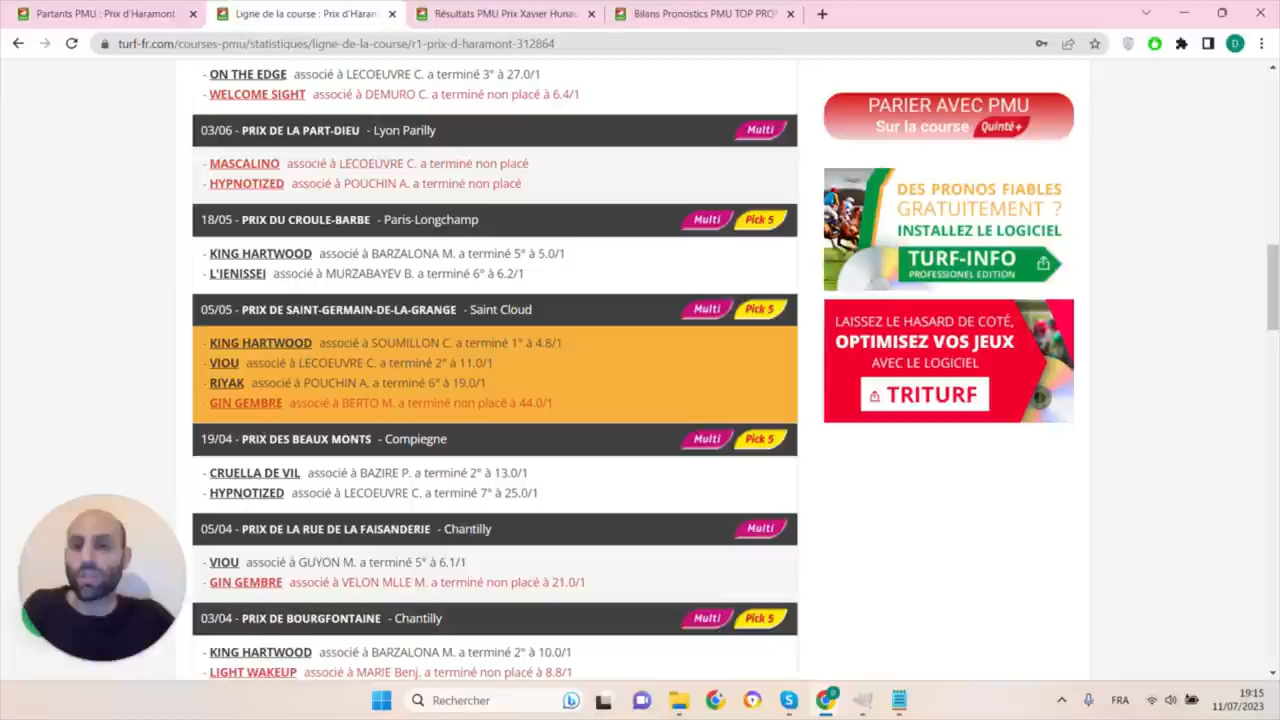 Partants PMU : Prix d'Haramont
Ligne de la course : Prix d'Haran
Résultats PMU Prix Xavier Hunau
Bilans Pronostics PMU TOP PRO
turf-fr.com/courses-pmu/statistiques/ligne-de-la-course/r1-prix-d-haramont-312864
D
- ON THE EDGE associé à LECOEUVRE C. a terminé 3° à 27.0/1
- WELCOME SIGHT associé à DEMURO C. a terminé non placé à 6.4/1
03/06 - PRIX DE LA PART-DIEU - Lyon Parilly
Multi
- MASCALINO associé à LECOEUVRE C. a terminé non placé
- HYPNOTIZED associé à POUCHIN A. a terminé non placé
18/05 - PRIX DU CROULE-BARBE - Paris-Longchamp
Multi Pick 5
- KING HARTWOOD associé à BARZALONA M. a terminé 5° à 5.0/1
- L'IENISSEI associé à MURZABAYEV B. a terminé 6° à 6.2/1
05/05 - PRIX DE SAINT-GERMAIN-DE-LA-GRANGE - Saint Cloud
Multi Pick 5
- KING HARTWOOD associé à SOUMILLON C. a terminé 1° à 4.8/1
- VIOU associé à LECOEUVRE C. a terminé 2° à 11.0/1
- RIYAK associé à POUCHIN A. a terminé 6° à 19.0/1
- GIN GEMBRE associé à BERTO M. a terminé non placé à 44.0/1
19/04 - PRIX DES BEAUX MONTS - Compiegne
Multi Pick 5
- CRUELLA DE VIL associé à BAZIRE P. a terminé 2° à 13.0/1
- HYPNOTIZED associé à LECOEUVRE C. a terminé 7° à 25.0/1
05/04 - PRIX DE LA RUE DE LA FAISANDERIE - Chantilly
Multi
- VIOU associé à GUYON M. a terminé 5° à 6.1/1
- GIN GEMBRE associé à VELON MLLE M. a terminé non placé à 21.0/1
03/04 - PRIX DE BOURGFONTAINE - Chantilly
Multi Pick 5
- KING HARTWOOD associé à BARZALONA M. a terminé 2° à 10.0/1
- LIGHT WAKEUP associé à MARIE Benj. a terminé non placé à 8.8/1
PARIER AVEC PMU
Sur la course Quinté+
DES PRONOS FIABLES
GRATUITEMENT ?
INSTALLEZ LE LOGICIEL
TURF-INFO
PROFESSIONEL EDITION
LAISSEZ LE HASARD DE COTÉ,
OPTIMISEZ VOS JEUX
AVEC LE LOGICIEL
TRITURF
Rechercher
FRA
19:15
11/07/2023